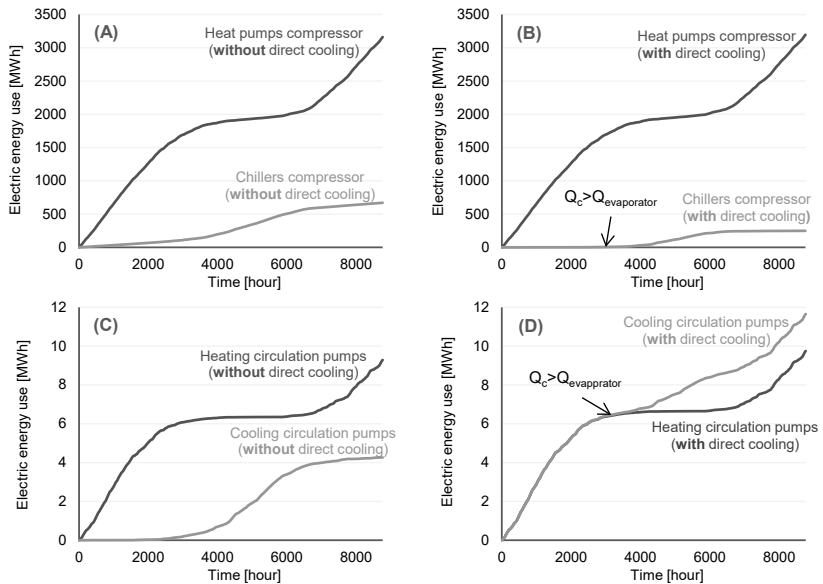 (A)
Electric energy use [MWh]
3500
3000
2500
2000
1500
1000
500
0
Heat pumps compressor
(without direct cooling)
Chillers compressor
(without direct cooling)
0 2000 4000 6000 8000
Time [hour]
(B)
Electric energy use [MWh]
3500
3000
2500
2000
1500
1000
500
0
Heat pumps compressor
(with direct cooling)
Qc>Qevaporator
Chillers compressor
(with direct cooling)
0 2000 4000 6000 8000
Time [hour]
(C)
Electric energy use [MWh]
12
10
8
6
4
2
0
Heating circulation pumps
(without direct cooling)
Cooling circulation pumps
(without direct cooling)
0 2000 4000 6000 8000
Time [hour]
(D)
Electric energy use [MWh]
12
10
8
6
4
2
0
Cooling circulation pumps
(with direct cooling)
Qc>Qevapprator
Heating circulation pumps
(with direct cooling)
0 2000 4000 6000 8000
Time [hour]